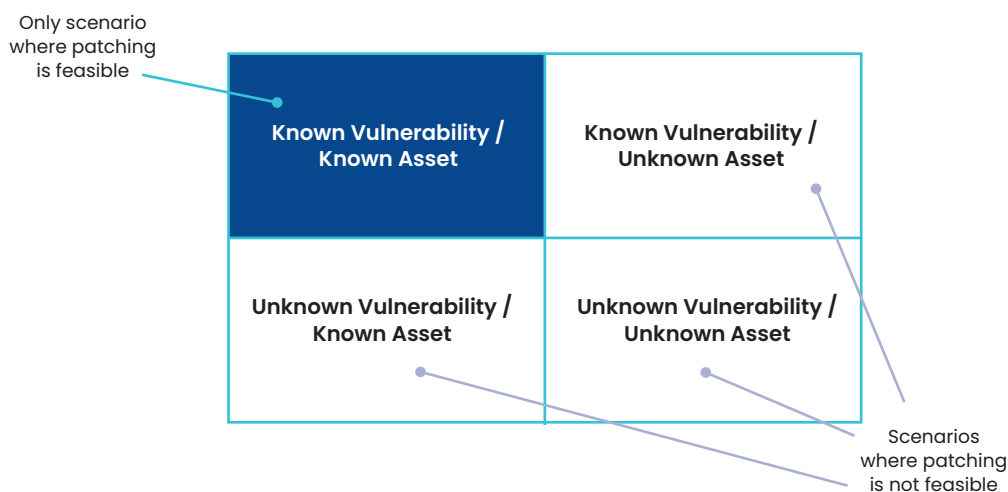 Only scenario
where patching
is feasible
Known Vulnerability /
Known Asset
Known Vulnerability /
Unknown Asset
Unknown Vulnerability /
Known Asset
Unknown Vulnerability /
Unknown Asset
Scenarios
where patching
is not feasible